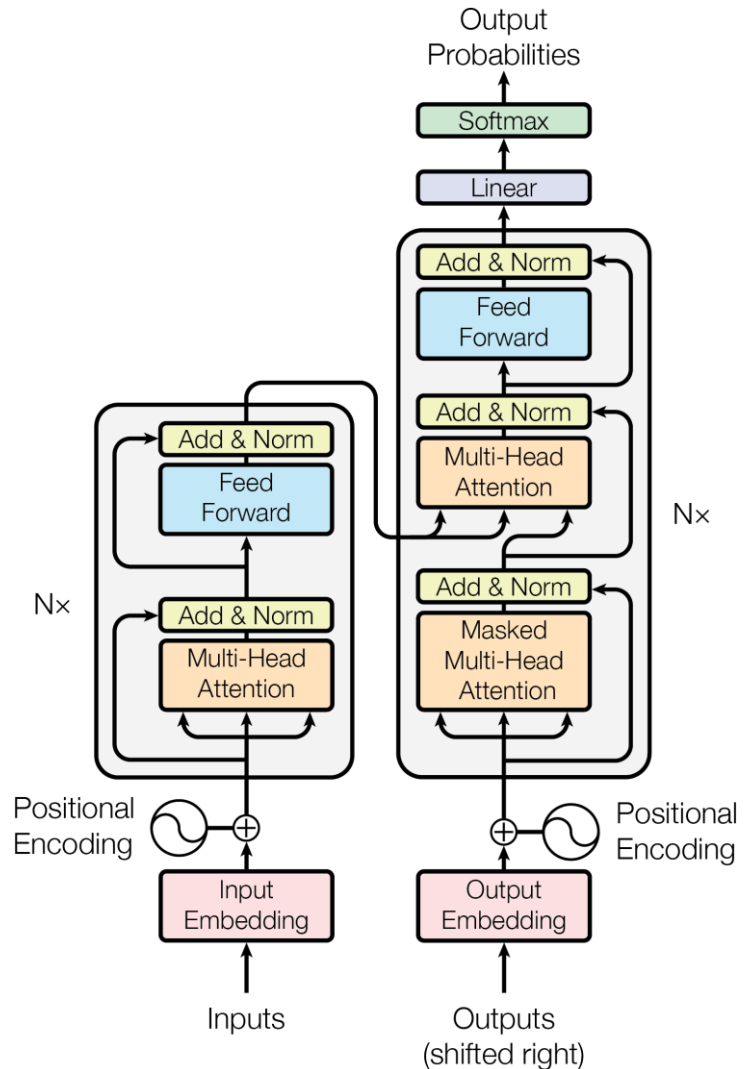 Output
Probabilities
Softmax
Linear
Add & Norm
Feed
Forward
Add & Norm
Multi-Head
Attention
Add & Norm
Masked
Multi-Head
Attention
Nx
Add & Norm
Feed
Forward
Add & Norm
Multi-Head
Attention
Nx
Positional
Encoding
Positional
Encoding
Input
Embedding
Output
Embedding
Inputs
Outputs
(shifted right)